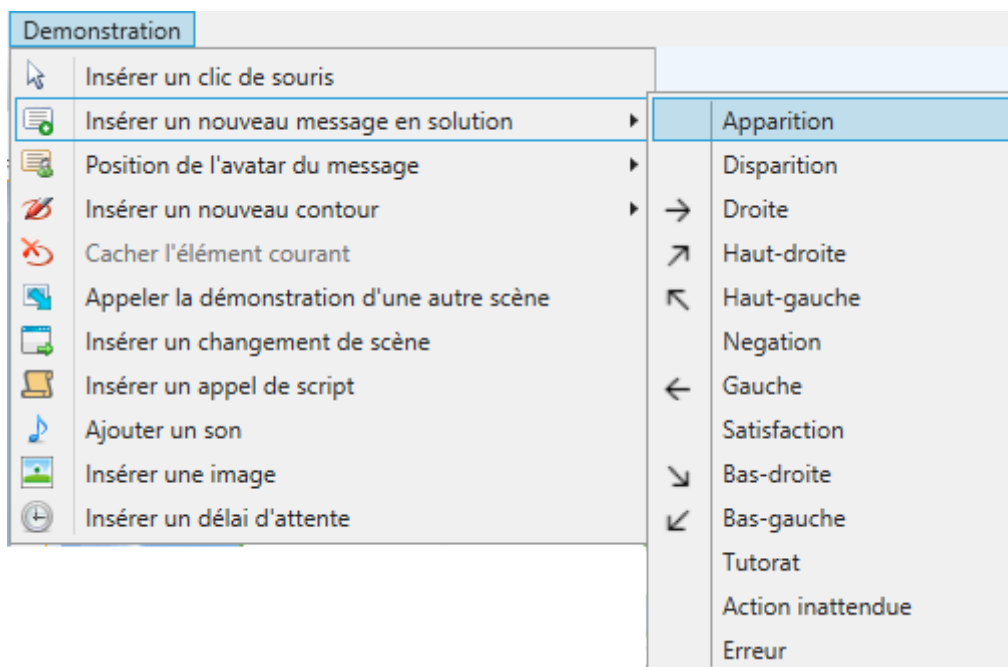 Demonstration
Insérer un clic de souris
Insérer un nouveau message en solution
Position de l'avatar du message
Insérer un nouveau contour
Cacher l'élément courant
Appeler la démonstration d'une autre scène
Insérer un changement de scène
Insérer un appel de script
Ajouter un son
Insérer une image
Insérer un délai d'attente
Apparition
Disparition
Droite
Haut-droite
Haut-gauche
Negation
Gauche
Satisfaction
Bas-droite
Bas-gauche
Tutorat
Action inattendue
Erreur